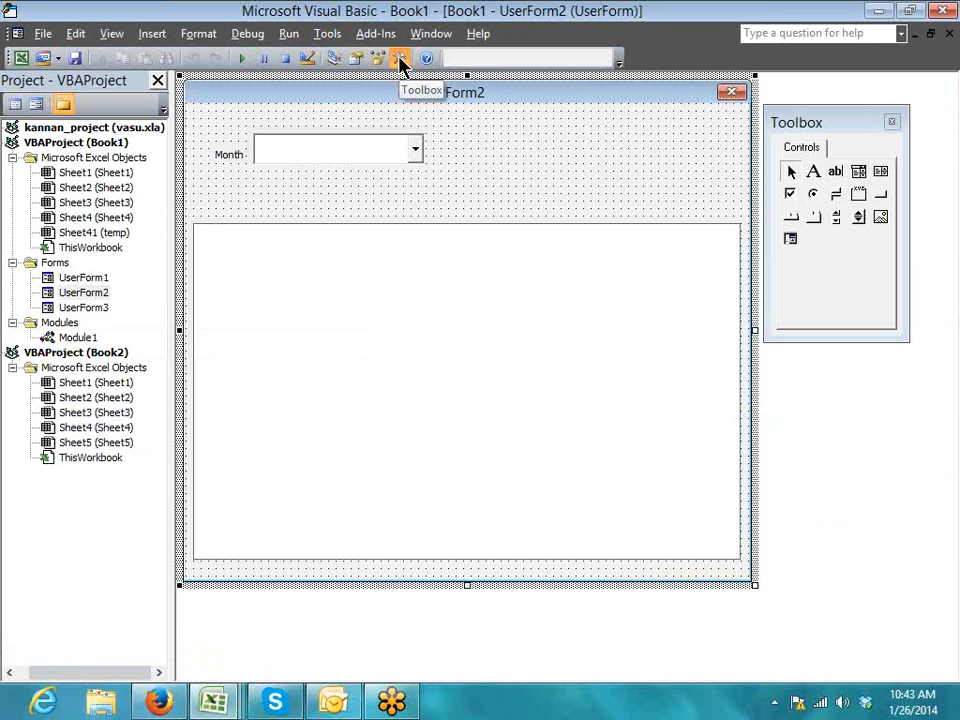 Microsoft Visual Basic - Book1 - [Book1 - UserForm2 (UserForm)]
File Edit View Insert Format Debug Run Tools Add-Ins Window Help
Type a question for help
Project - VBAProject
Toolbox
Form2
kannan_project (vasu.xla)
VBAProject (Book1)
Microsoft Excel Objects
Sheet1 (Sheet1)
Sheet2 (Sheet2)
Sheet3 (Sheet3)
Sheet4 (Sheet4)
Sheet41 (temp)
ThisWorkbook
Forms
UserForm1
UserForm2
UserForm3
Modules
Module1
VBAProject (Book2)
Microsoft Excel Objects
Sheet1 (Sheet1)
Sheet2 (Sheet2)
Sheet3 (Sheet3)
Sheet4 (Sheet4)
Sheet5 (Sheet5)
ThisWorkbook
Month
Toolbox
Controls
A
ab
10:43 AM
1/26/2014